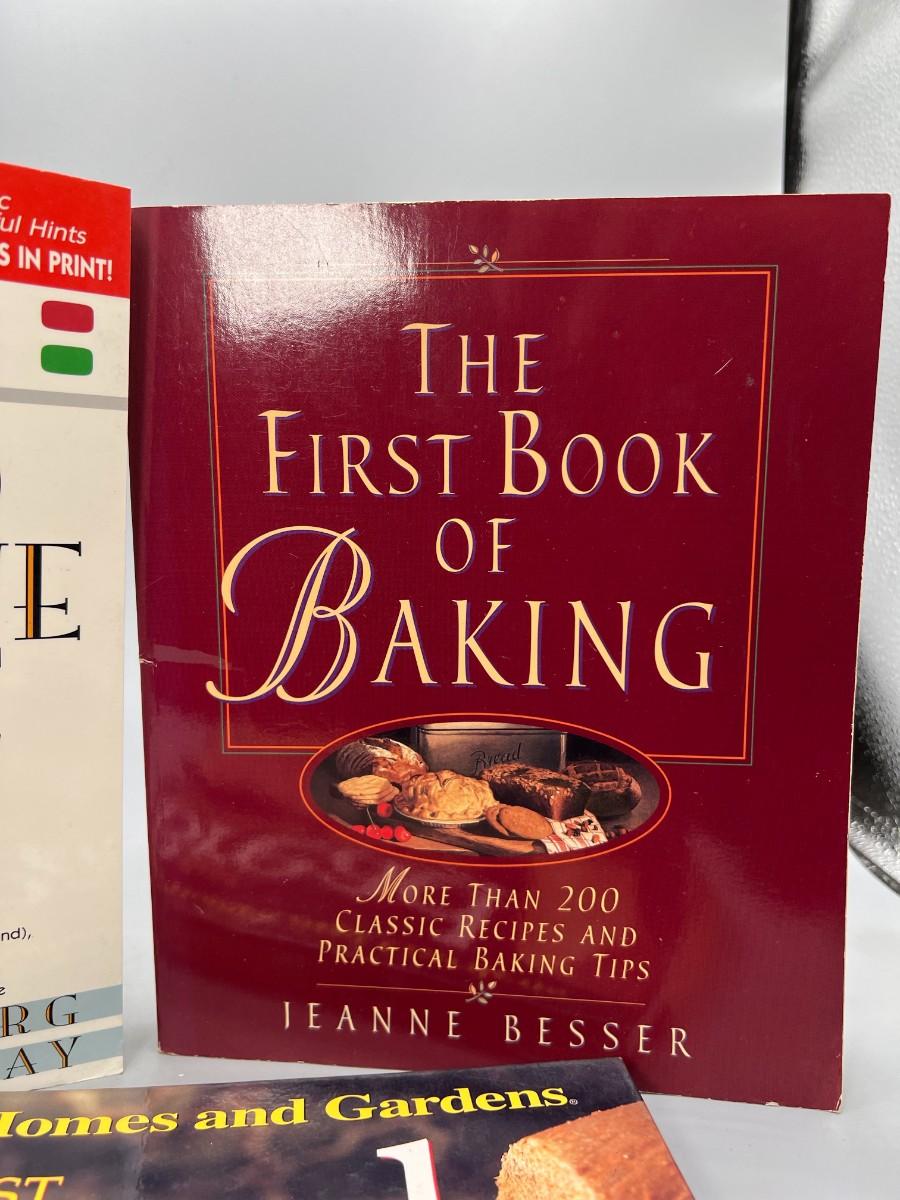 ul Hints
S IN PRINT!
THE
FIRST BOOK
OF
BAKING
Bread
MORE THAN 200
CLASSIC RECIPES AND
PRACTICAL BAKING TIPS
JEANNE BESSER
nd),
RG
AY
Homes and Gardens®
ST